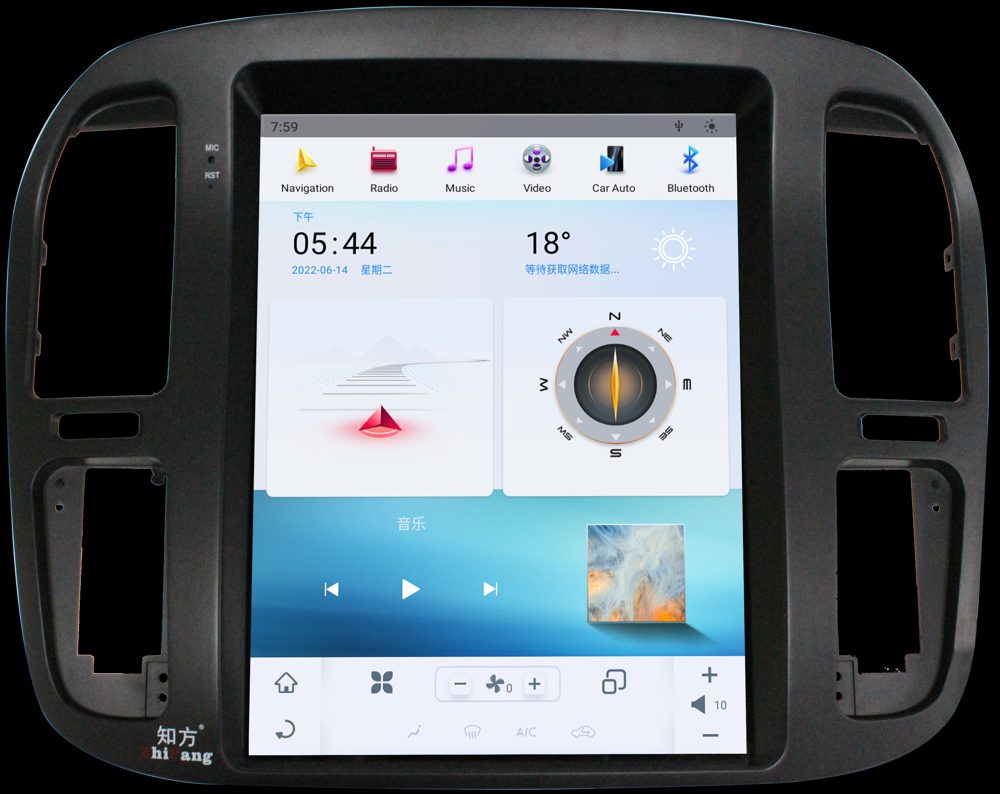 MIC
RST
7:59
Navigation Radio Music Video Car Auto Bluetooth
下午
05:44
18°
2022-06-14 星期二
等待获取网络数据...
N
NW
NE
W
E
SW
SE
S
音乐
0
10
A/C
知方®
ZhiFang